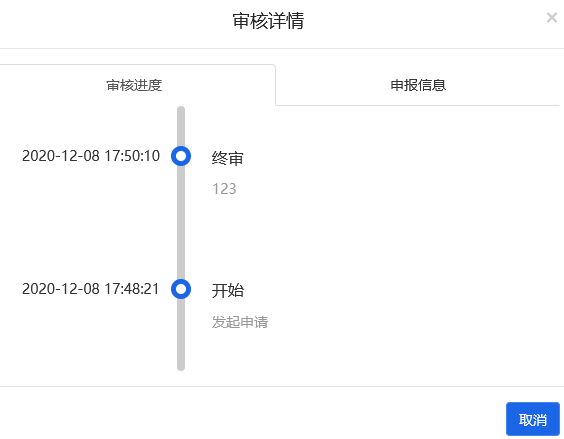 审核详情
×
审核进度
申报信息
2020-12-08 17:50:10
终审
123
2020-12-08 17:48:21
开始
发起申请
取消